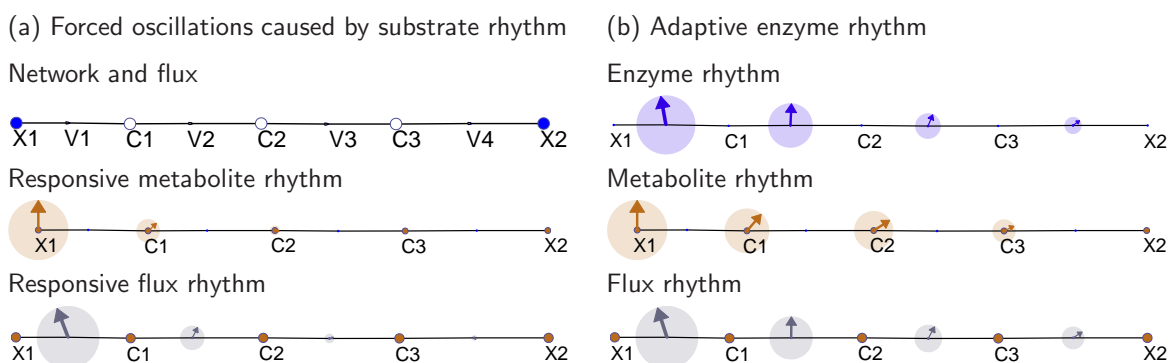 (a) Forced oscillations caused by substrate rhythm
Network and flux
X1 V1 C1 V2 C2 V3 C3 V4 X2
Responsive metabolite rhythm
X1 C1 C2 C3 X2
Responsive flux rhythm
X1 C1 C2 C3 X2
(b) Adaptive enzyme rhythm
Enzyme rhythm
X1 C1 C2 C3 X2
Metabolite rhythm
X1 C1 C2 C3 X2
Flux rhythm
X1 C1 C2 C3 X2